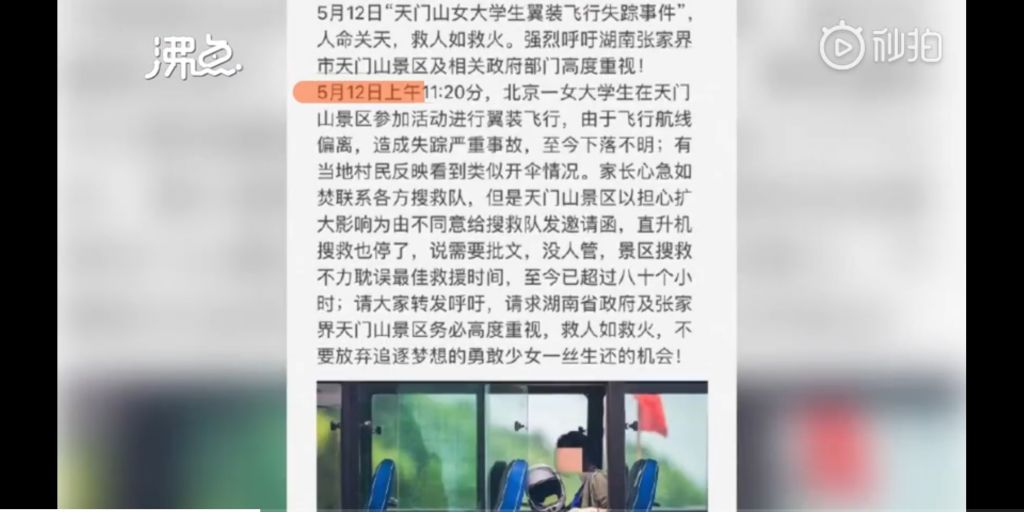 沸点
秒拍
5月12日“天门山女大学生翼装飞行失踪事件”，
人命关天，救人如救火。强烈呼吁湖南张家界
市天门山景区及相关政府部门高度重视！
5月12日上午11:20分，北京一女大学生在天门
山景区参加活动进行翼装飞行，由于飞行航线
偏离，造成失踪严重事故，至今下落不明；有
当地村民反映看到类似开伞情况。家长心急如
焚联系各方搜救队，但是天门山景区以担心扩
大影响为由不同意给搜救队发邀请函，直升机
搜救也停了，说需要批文，没人管，景区搜救
不力耽误最佳救援时间，至今已超过八十个小
时；请大家转发呼吁，请求湖南省政府及张家
界天门山景区务必高度重视，救人如救火，不
要放弃追逐梦想的勇敢少女一丝生还的机会！